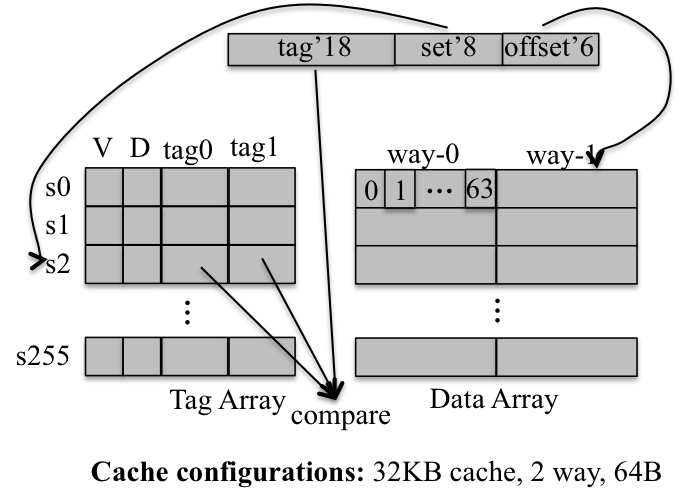 tag’18 set’8 offset’6
V D tag0 tag1 way-0 way-1
s0 0 1 ... 63
s1
s2
s255
Tag Array Data Array
compare
Cache configurations: 32KB cache, 2 way, 64B